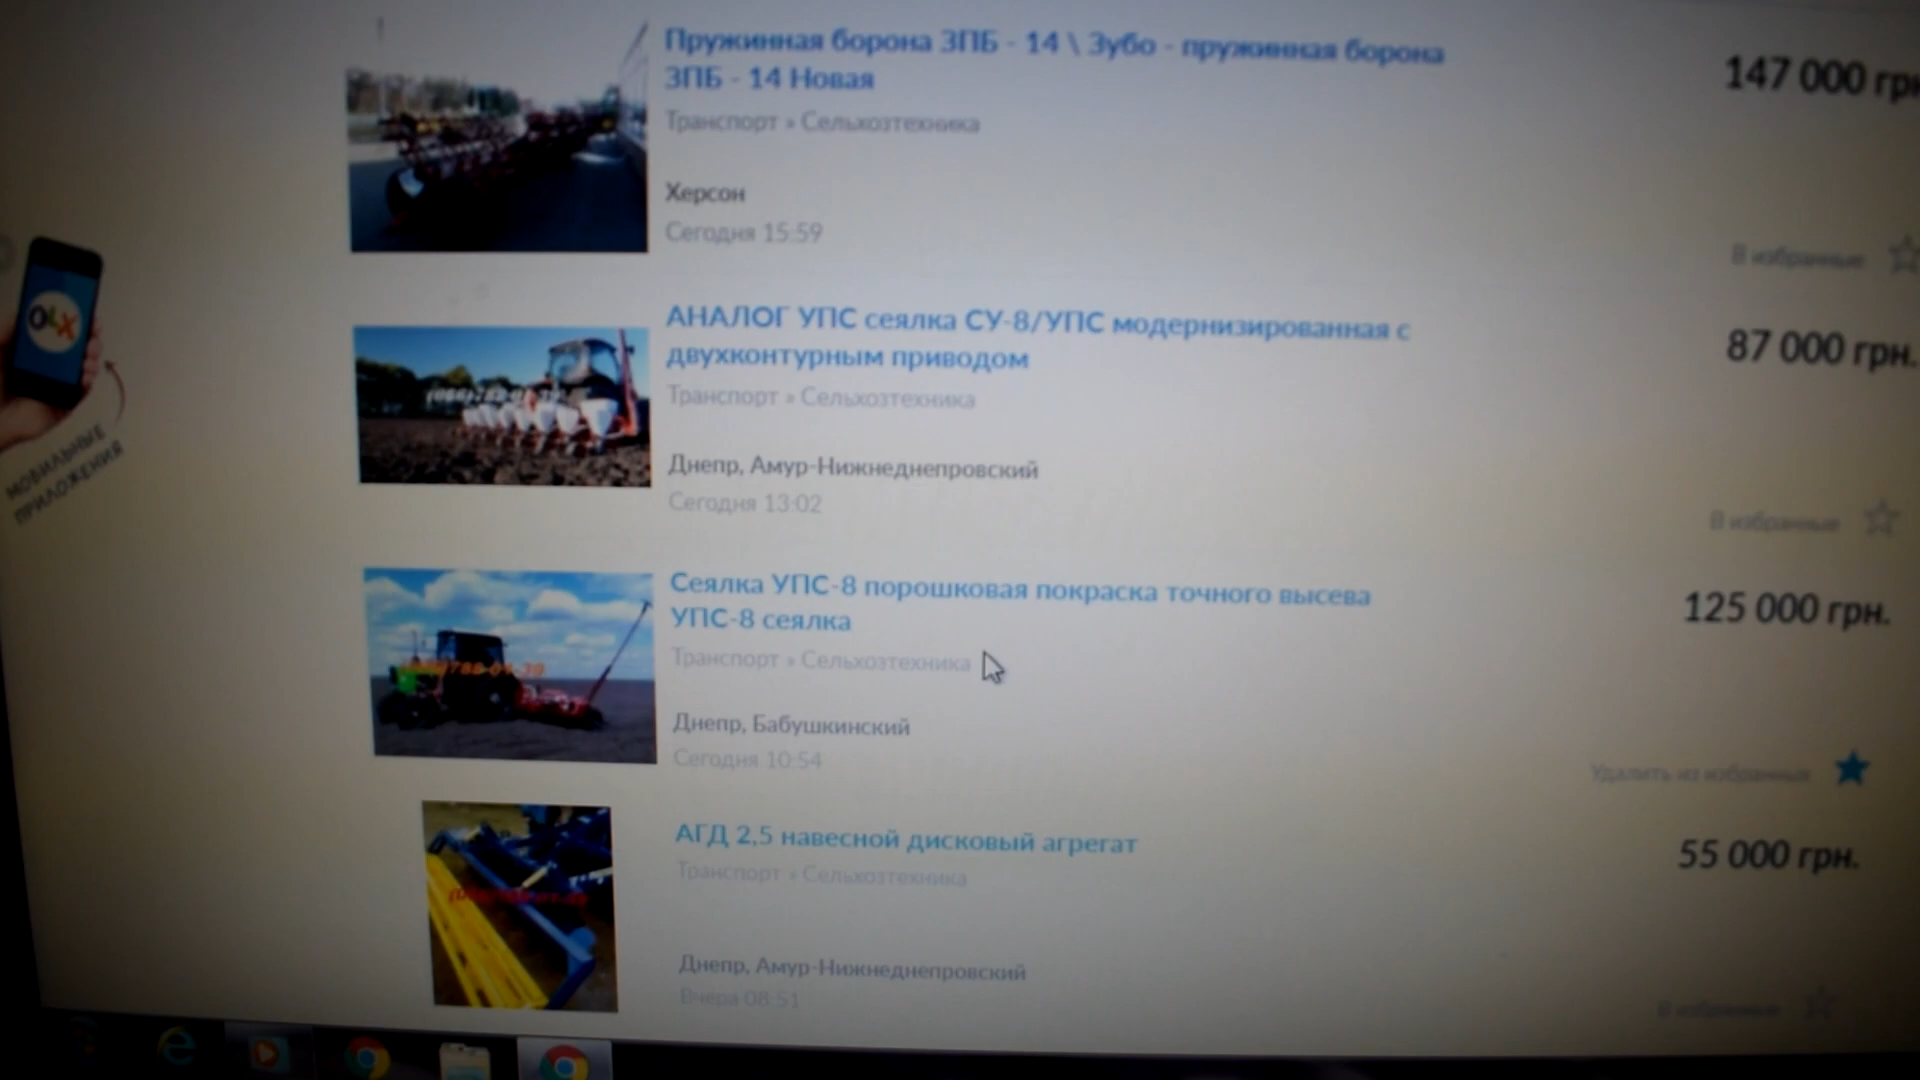 Пружинная борона ЗПБ - 14 \ Зубо - пружинная борона
ЗПБ - 14 Новая
147 000 грн
Транспорт » Сельхозтехника
Херсон
Сегодня 15:59
В избранные
OLX
МОБИЛЬНЫЕ
ПРИЛОЖЕНИЯ
АНАЛОГ УПС сеялка СУ-8/УПС модернизированная с
двухконтурным приводом
87 000 грн.
Транспорт » Сельхозтехника
Днепр, Амур-Нижнеднепровский
Сегодня 13:02
В избранные
Сеялка УПС-8 порошковая покраска точного высева
УПС-8 сеялка
125 000 грн.
Транспорт » Сельхозтехника
Днепр, Бабушкинский
Сегодня 10:54
Удалить из избранных
АГД 2,5 навесной дисковый агрегат
55 000 грн.
Транспорт » Сельхозтехника
Днепр, Амур-Нижнеднепровский
Вчера 08:51
В избранные